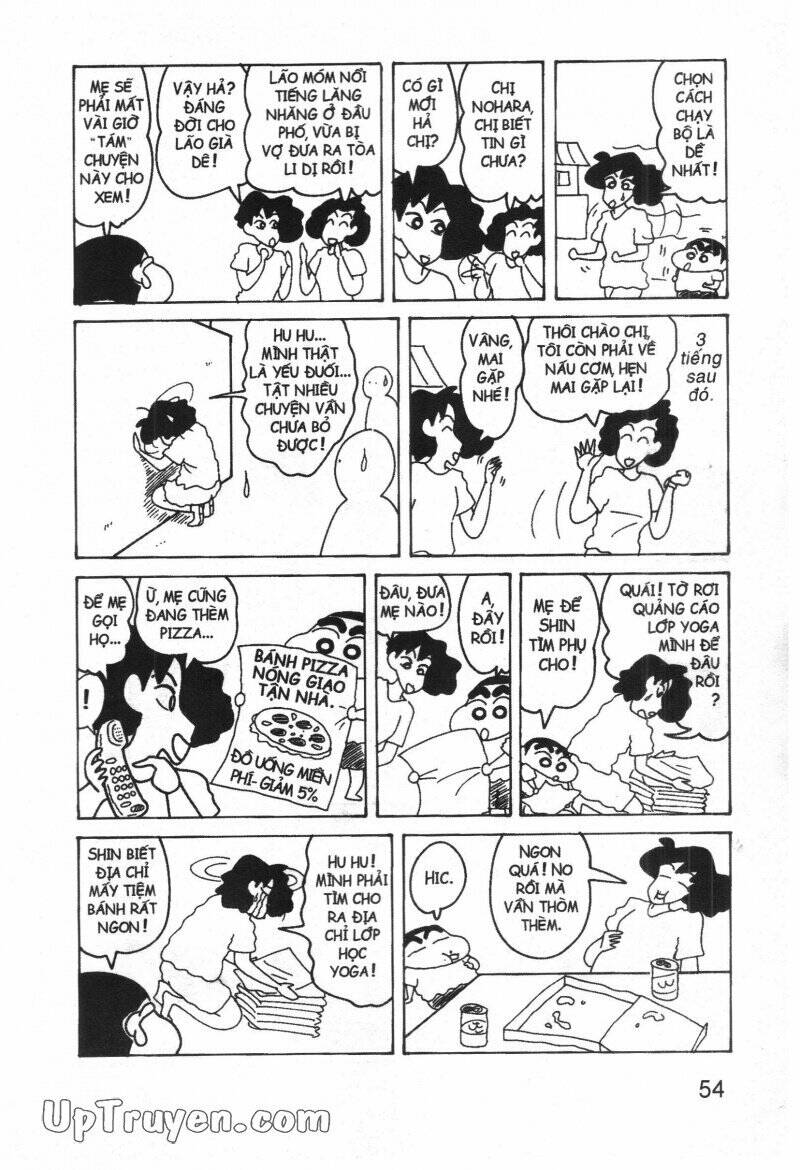 CHỌN
CÁCH
CHẠY
BỘ LÀ
DỄ
NHẤT!
CHỊ
NOHARA,
CHỊ BIẾT
TIN GÌ
CHƯA?
CÓ GÌ
MỚI
HẢ
CHỊ?
LÃO MÓM NỔI
TIẾNG LĂNG
NHĂNG Ở ĐẦU
PHỐ, VỪA BỊ
VỢ ĐƯA RA TÒA
LI DỊ RỒI!
VẬY HẢ?
ĐÁNG
ĐỜI CHO
LÃO GIÀ
DÊ!
MẸ SẼ
PHẢI MẤT
VÀI GIỜ
"TÁM"
CHUYỆN
NÀY CHO
XEM!
3
tiếng
sau
đó.
THÔI CHÀO CHỊ,
TÔI CÒN PHẢI VỀ
NẤU CƠM, HẸN
MAI GẶP LẠI!
VÂNG,
MAI
GẶP
NHÉ!
HU HU...
MÌNH THẬT
LÀ YẾU ĐUỐI...
TẬT NHIỀU
CHUYỆN VẪN
CHƯA BỎ
ĐƯỢC!
QUÁI! TỜ RƠI
QUẢNG CÁO
LỚP YOGA
MÌNH ĐỂ
ĐÂU
RỒI
?
MẸ ĐỂ
SHIN
TÌM PHỤ
CHO!
A,
ĐÂY
RỒI!
ĐÂU, ĐƯA
MẸ NÀO!
BÁNH PIZZA
NÓNG GIAO
TẬN NHÀ.
ĐỒ UỐNG MIỄN
PHÍ-GIẢM 5%
Ừ, MẸ CŨNG
ĐANG THÈM
PIZZA...
ĐỂ MẸ
GỌI
HỌ...
!
NGON
QUÁ! NO
RỒI MÀ
VẪN THÒM
THÈM.
HIC.
HU HU!
MÌNH PHẢI
TÌM CHO
RA ĐỊA
CHỈ LỚP
HỌC
YOGA!
SHIN BIẾT
ĐỊA CHỈ
MẤY TIỆM
BÁNH RẤT
NGON!
54
UpTruyen.com